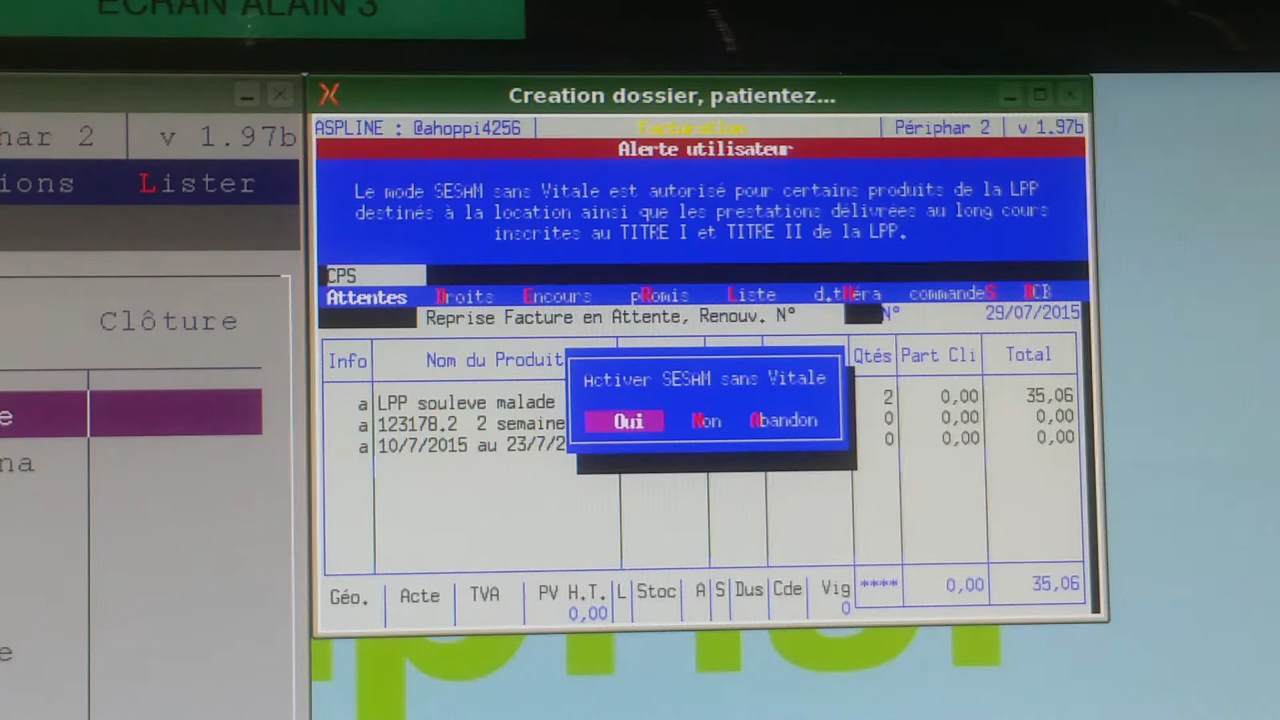 ECRAN ALAIN 3
Creation dossier, patientez...
ASPLINE : @ahoppi4256 Facturation Périphar 2 v 1.97b
Alerte utilisateur
Le mode SESAM sans Vitale est autorisé pour certains produits de la LPP
destinés à la location ainsi que les prestations délivrées au long cours
inscrites au TITRE I et TITRE II de la LPP.
CPS
Attentes Droits Encours pRomis Liste d.tHéra commandeS DCB
Reprise Facture en Attente, Renouv. N° N° 29/07/2015
Info Nom du Produit Qtés Part Cli Total
a LPP souleve malade 2 0,00 35,06
a 123178.2 2 semaine 0 0,00 0,00
a 10/7/2015 au 23/7/2 0 0,00 0,00
Activer SESAM sans Vitale
Oui Non Abandon
Géo. Acte TVA PV H.T. L Stoc A S Dus Cde Vig **** 0,00 35,06
0,00 0
har 2 v 1.97b
ions Lister
Clôture
e
na
e